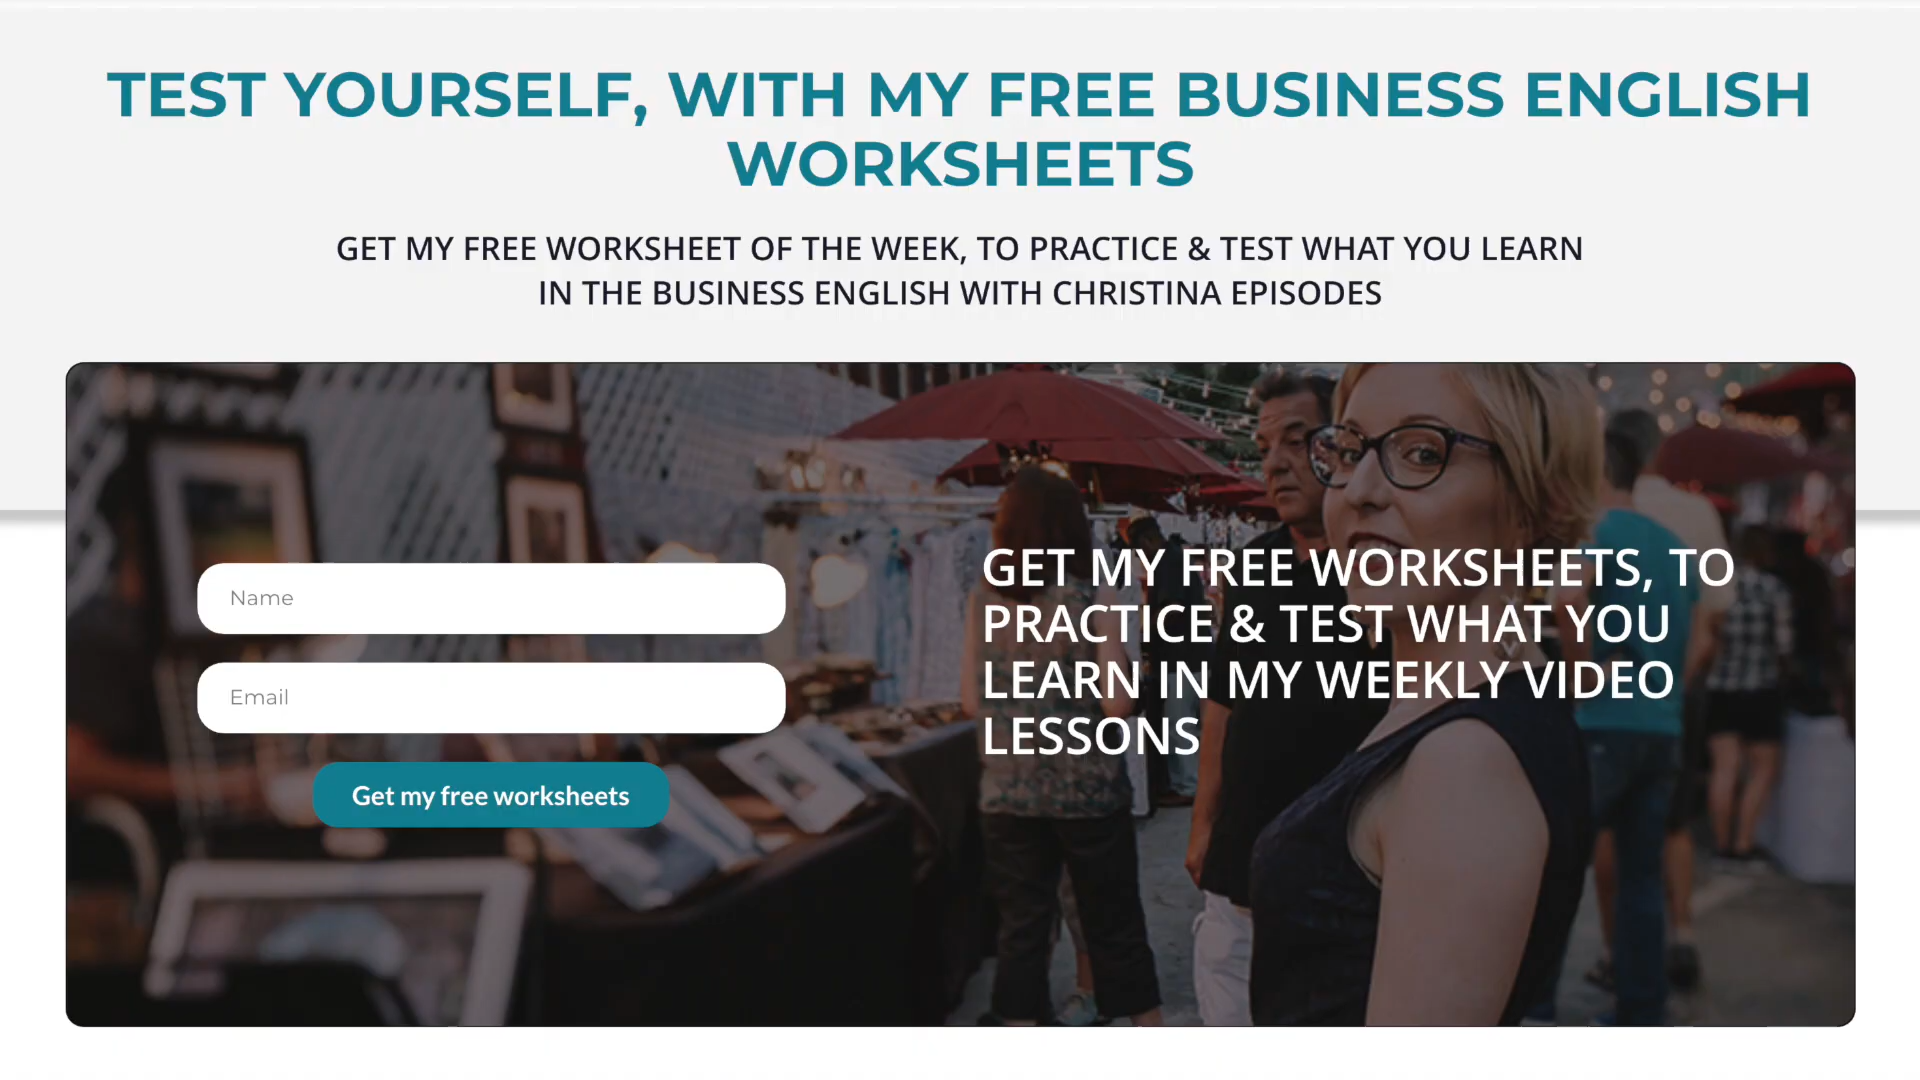 TEST YOURSELF, WITH MY FREE BUSINESS ENGLISH
WORKSHEETS
GET MY FREE WORKSHEET OF THE WEEK, TO PRACTICE & TEST WHAT YOU LEARN
IN THE BUSINESS ENGLISH WITH CHRISTINA EPISODES
Name
Email
Get my free worksheets
GET MY FREE WORKSHEETS, TO
PRACTICE & TEST WHAT YOU
LEARN IN MY WEEKLY VIDEO
LESSONS